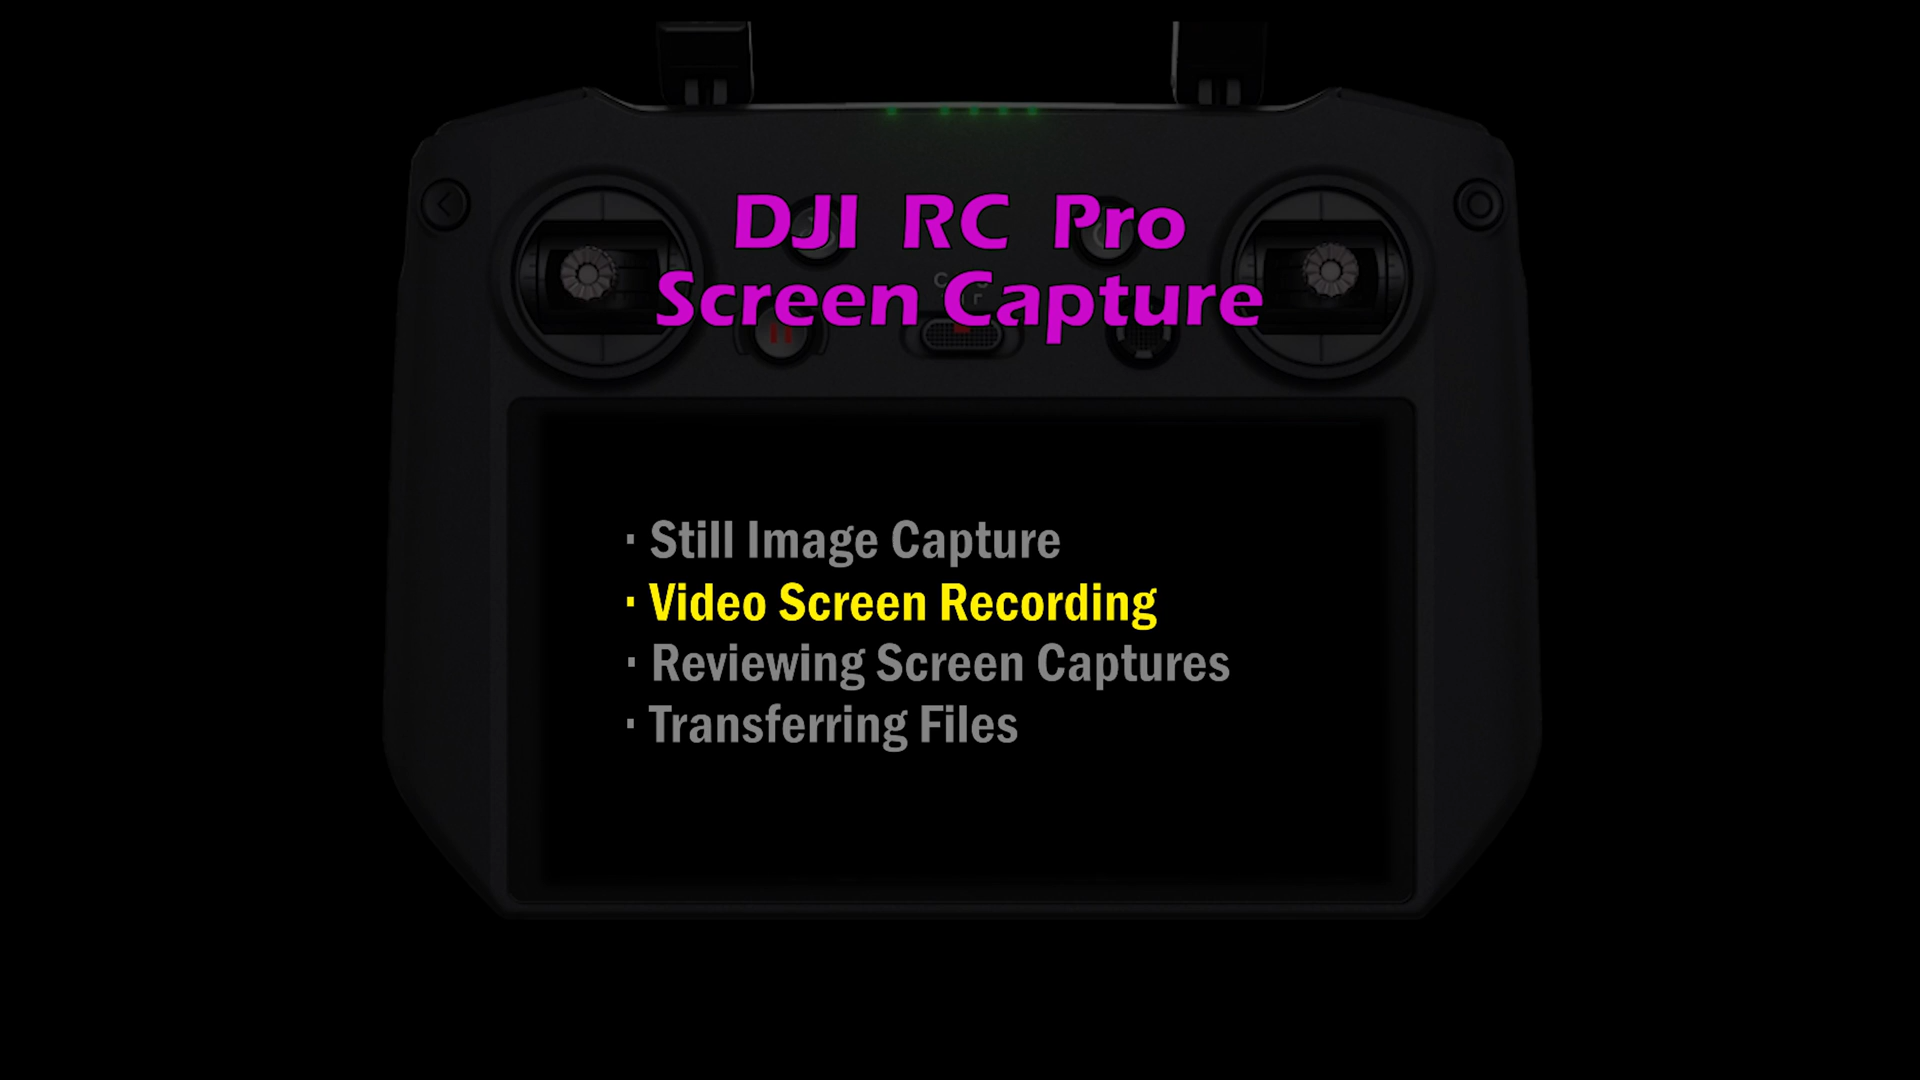 DJI RC Pro
Screen Capture
· Still Image Capture
· Video Screen Recording
· Reviewing Screen Captures
· Transferring Files